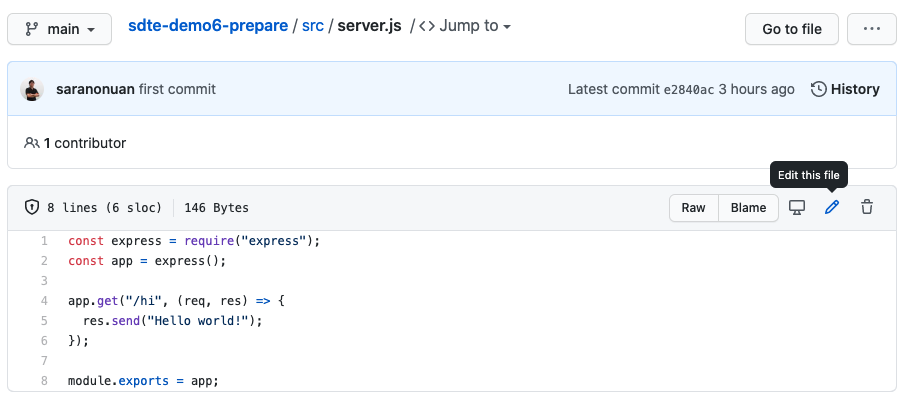 main sdte-demo6-prepare / src / server.js / <> Jump to Go to file ...
saranonuan first commit Latest commit e2840ac 3 hours ago History
1 contributor
Edit this file
8 lines (6 sloc) 146 Bytes Raw Blame
1 const express = require("express");
2 const app = express();
3
4 app.get("/hi", (req, res) => {
5   res.send("Hello world!");
6 });
7
8 module.exports = app;